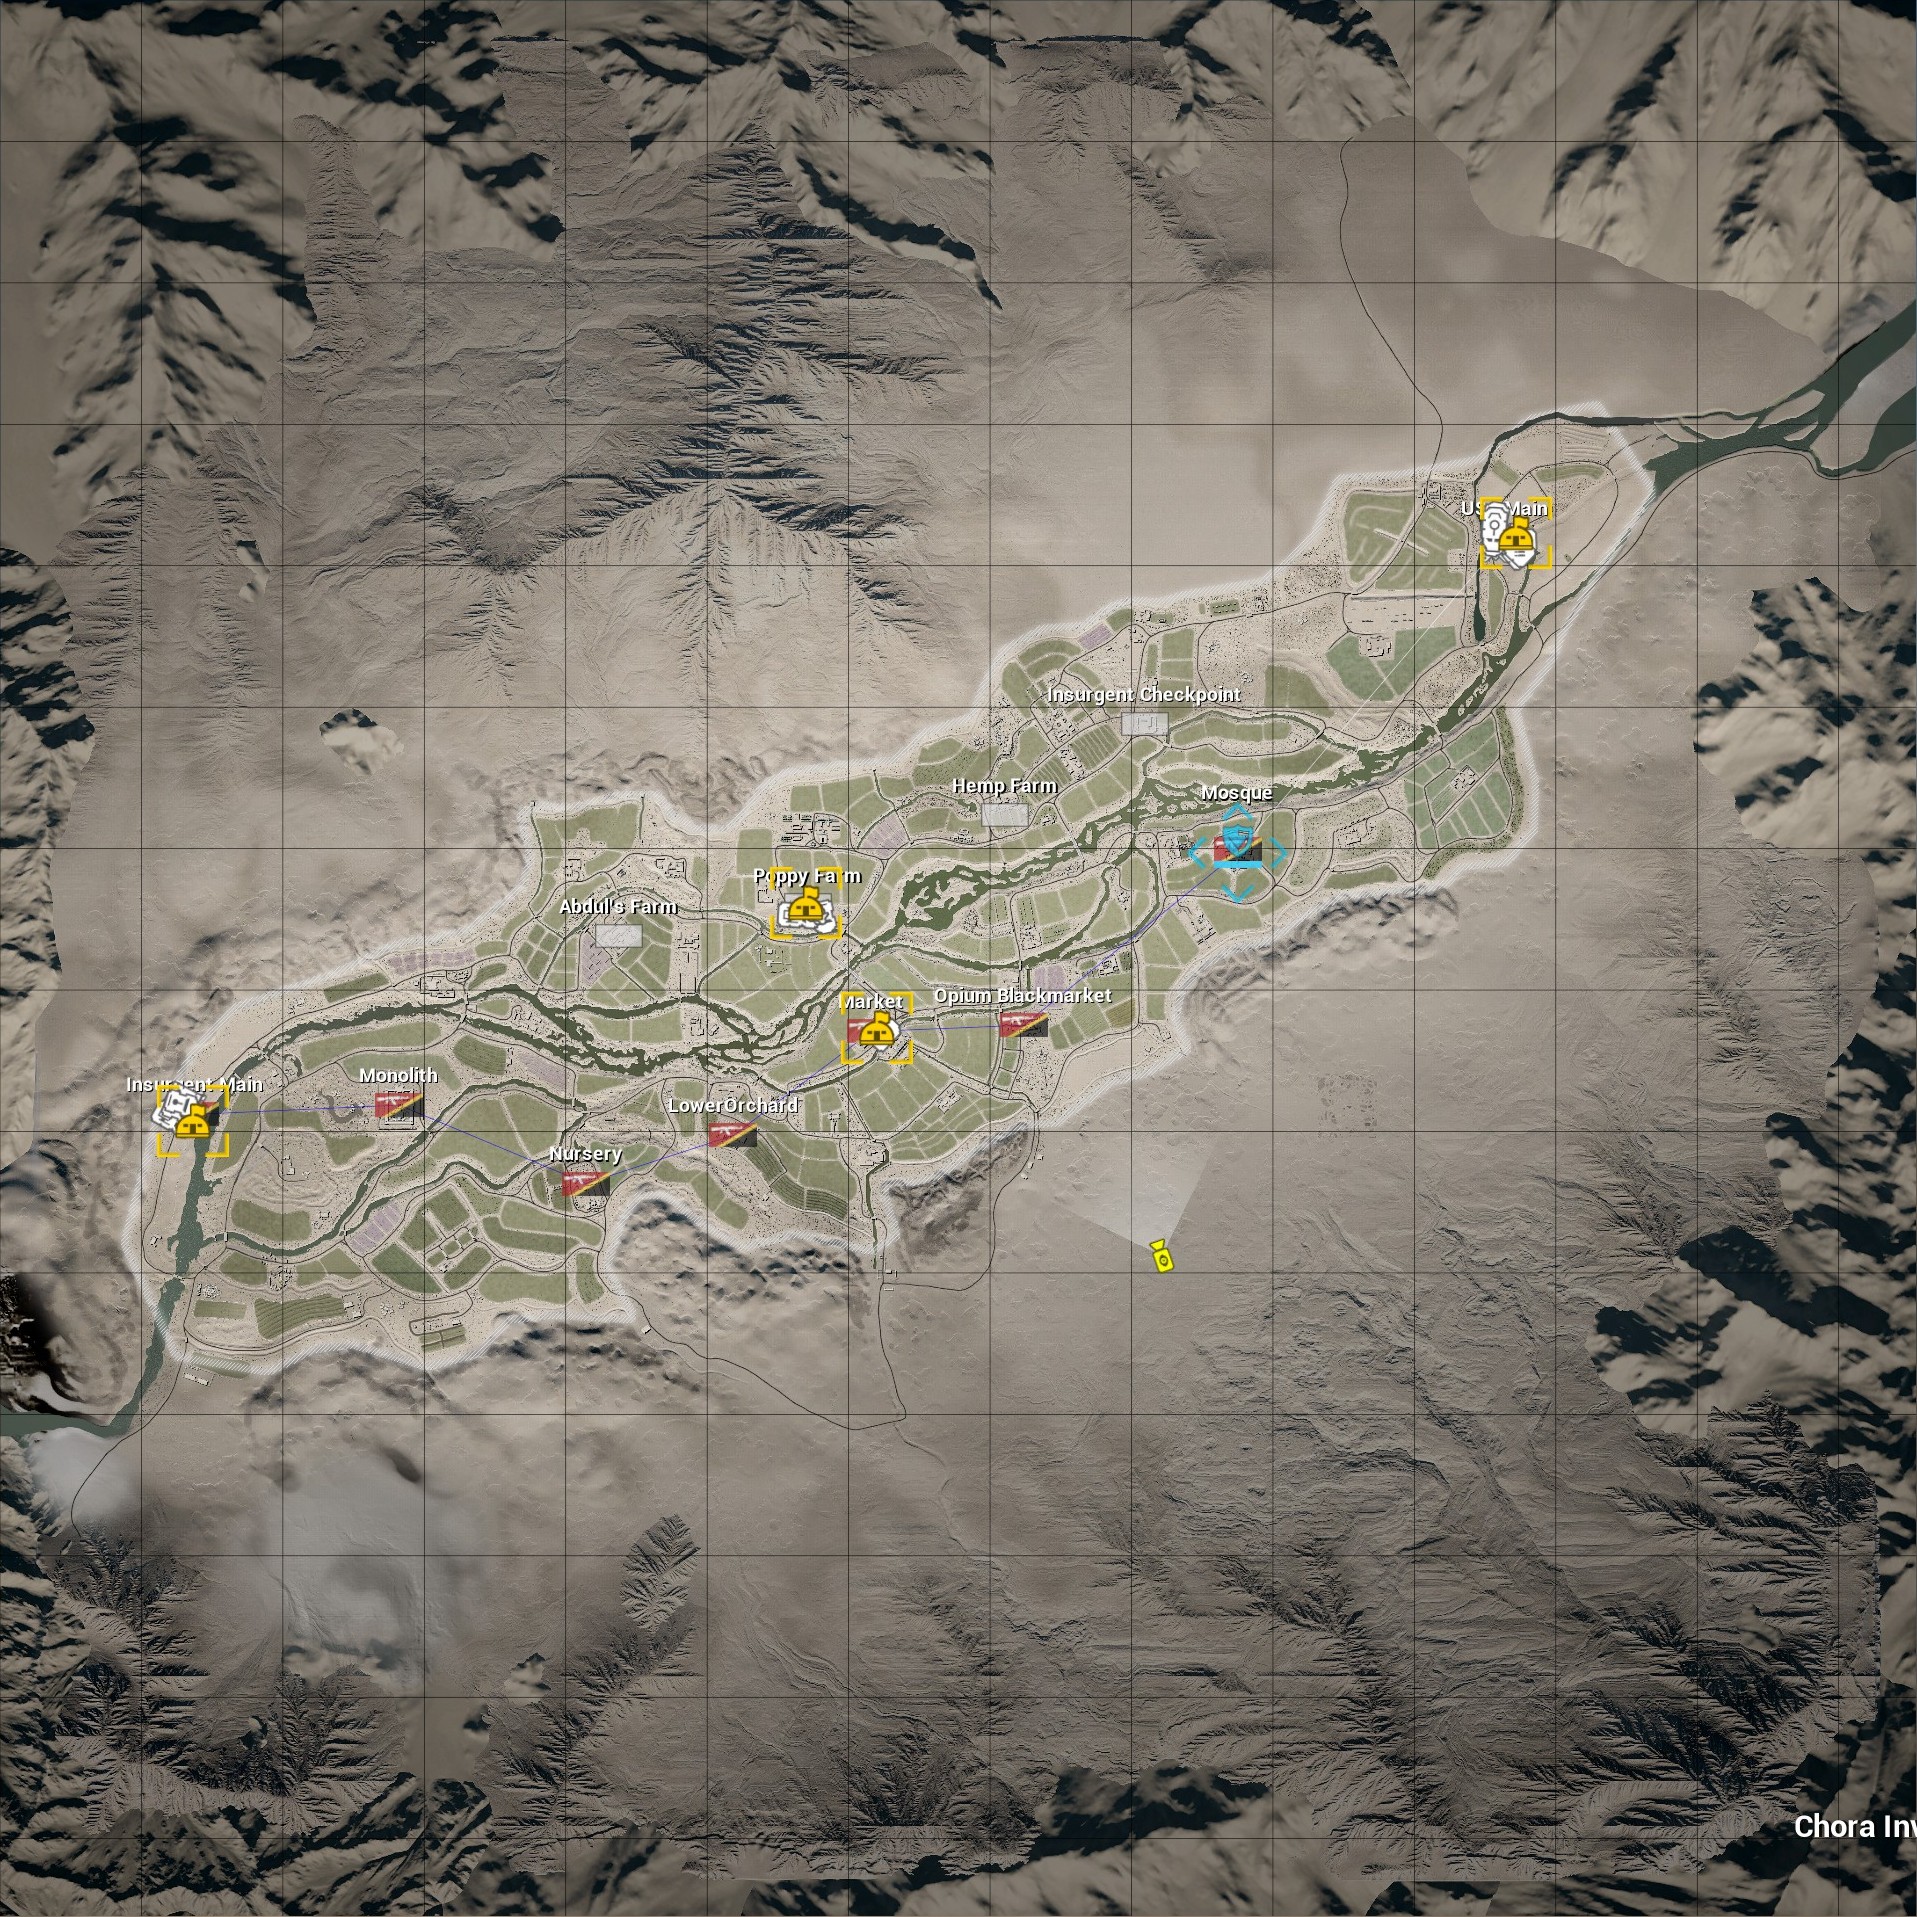 US Main
Insurgent Checkpoint
Hemp Farm
Mosque
Poppy Farm
Abdul's Farm
Market
Opium Blackmarket
Insurgent Main
Monolith
LowerOrchard
Nursery
Chora Inv